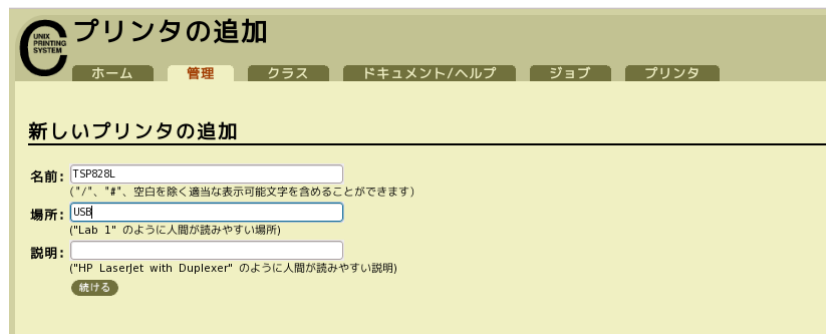 UNIX
PRINTING
SYSTEM
プリンタの追加
ホーム 管理 クラス ドキュメント/ヘルプ ジョブ プリンタ
新しいプリンタの追加
名前: TSP828L
("/"、"#"、空白を除く適当な表示可能文字を含めることができます)
場所: USB
("Lab 1" のように人間が読みやすい場所)
説明:
("HP LaserJet with Duplexer" のように人間が読みやすい説明)
続ける